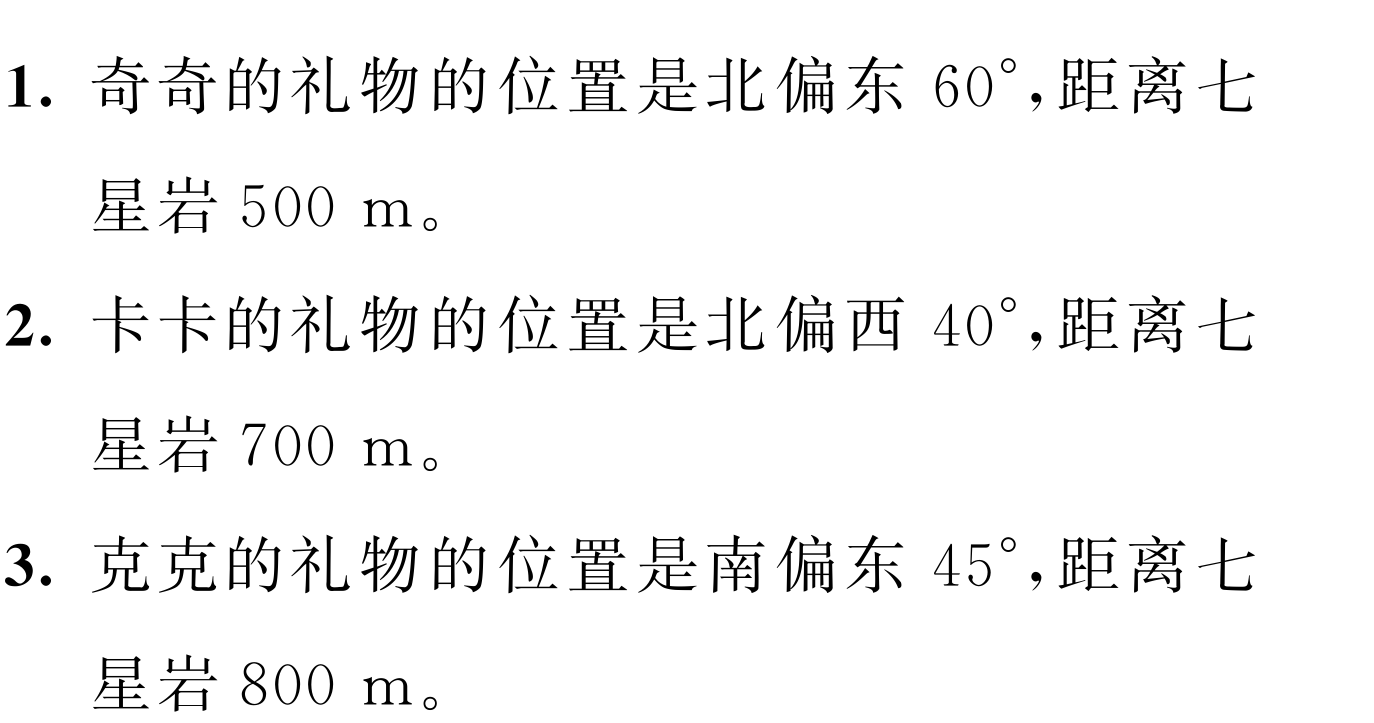 1. 奇奇的礼物的位置是北偏东 60°,距离七
星岩 500 m。
2. 卡卡的礼物的位置是北偏西 40°,距离七
星岩 700 m。
3. 克克的礼物的位置是南偏东 45°,距离七
星岩 800 m。